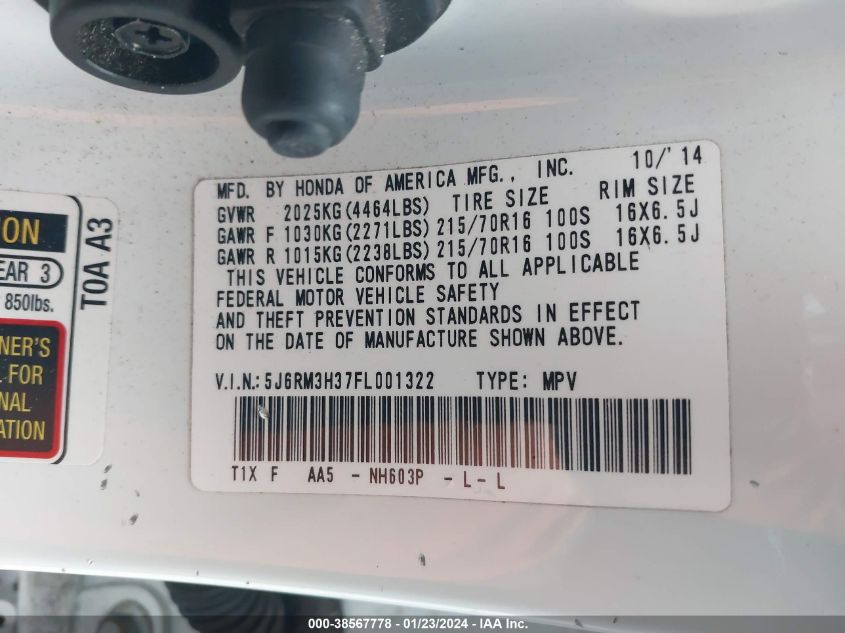 MFD. BY HONDA OF AMERICA MFG., INC. 10/'14
GVWR 2025KG(4464LBS) TIRE SIZE RIM SIZE
GAWR F 1030KG(2271LBS) 215/70R16 100S 16X6.5J
GAWR R 1015KG(2238LBS) 215/70R16 100S 16X6.5J
THIS VEHICLE CONFORMS TO ALL APPLICABLE
FEDERAL MOTOR VEHICLE SAFETY
AND THEFT PREVENTION STANDARDS IN EFFECT
ON THE DATE OF MANUFACTURE SHOWN ABOVE.
V.I.N.: 5J6RM3H37FL001322 TYPE: MPV
T1X F AA5 - NH603P - L - L
ION
EAR 3
850lbs.
T0A A3
NER'S
L FOR
NAL
ATION
000-38567778 - 01/23/2024 - IAA Inc.